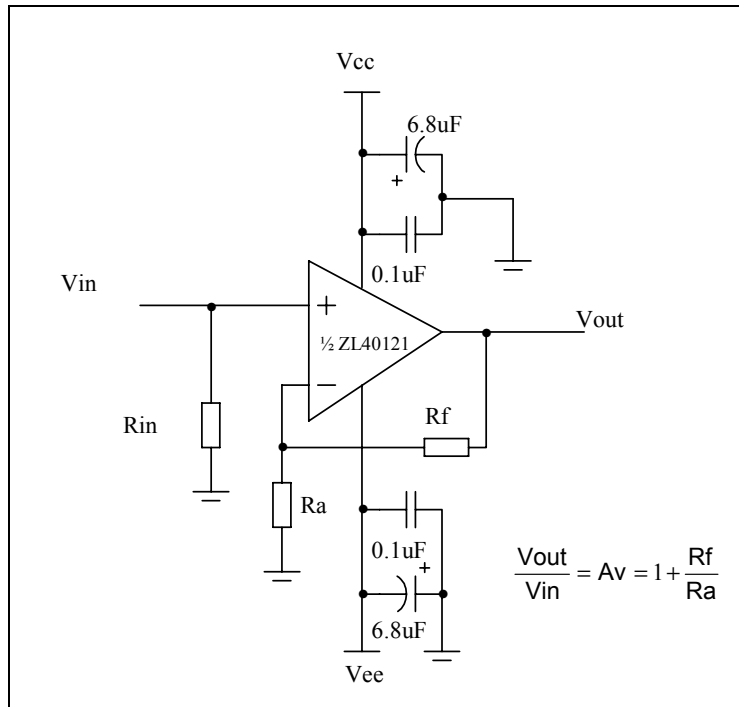 Vcc
6.8uF
+
0.1uF
Vin
+
½ ZL40121
Vout
−
Rf
Rin
Ra
0.1uF
+
6.8uF
Vee
Vout/Vin = Av = 1 + Rf/Ra